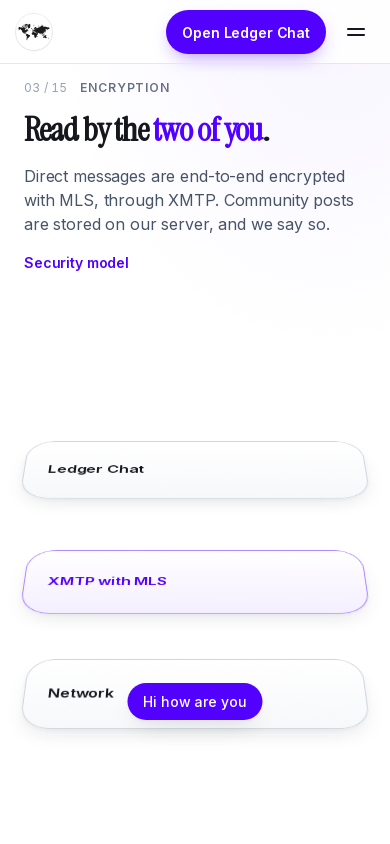 Open Ledger Chat
03 / 15 ENCRYPTION
Read by the two of you.
Direct messages are end-to-end encrypted
with MLS, through XMTP. Community posts
are stored on our server, and we say so.
Security model
Ledger Chat
XMTP with MLS
Network
Hi how are you